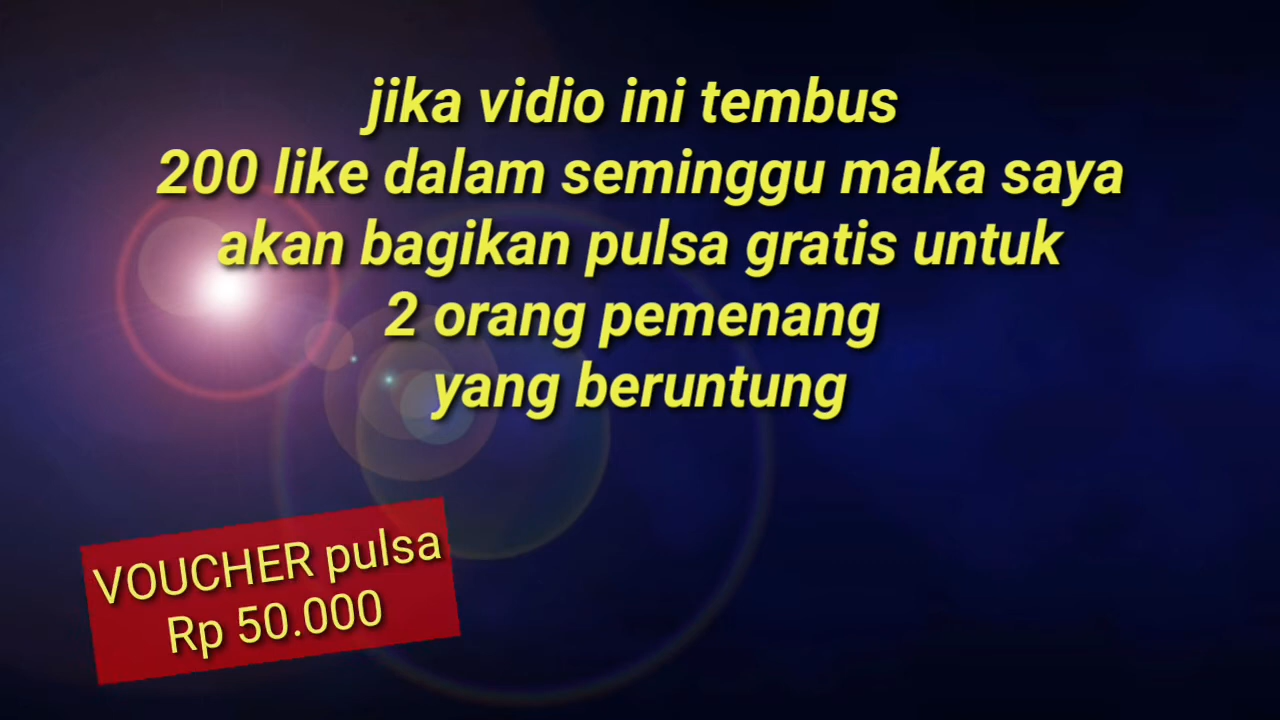 jika vidio ini tembus
200 like dalam seminggu maka saya
akan bagikan pulsa gratis untuk
2 orang pemenang
yang beruntung
VOUCHER pulsa
Rp 50.000